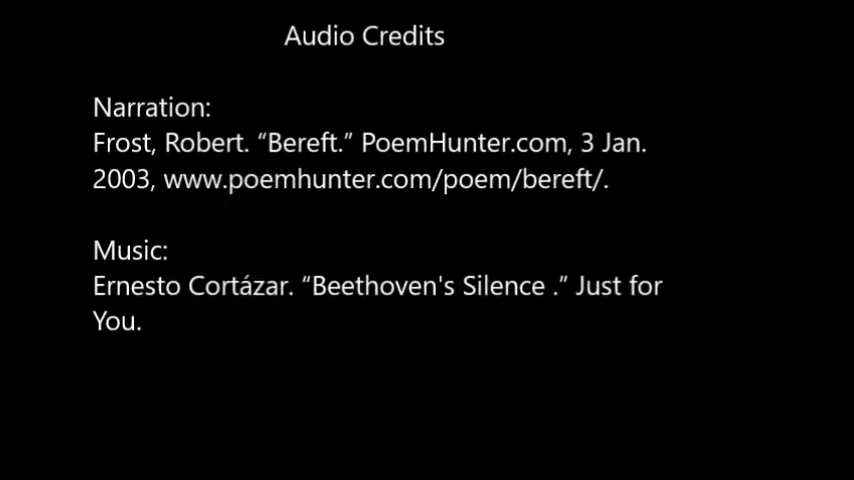 Audio Credits
Narration:
Frost, Robert. “Bereft.” PoemHunter.com, 3 Jan.
2003, www.poemhunter.com/poem/bereft/.
Music:
Ernesto Cortázar. “Beethoven's Silence .” Just for
You.